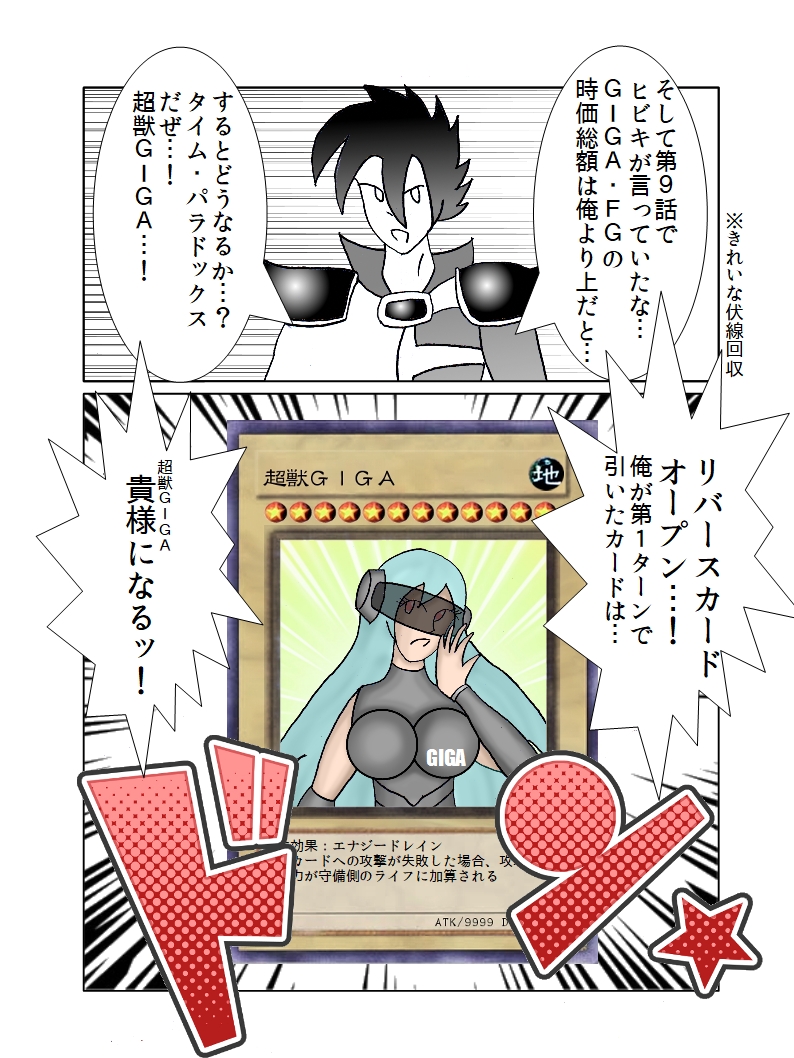 そして第９話で
ヒビキが言っていたな…
ＧＩＧＡ・ＦＧの
時価総額は俺より上だと…
※きれいな伏線回収
するとどうなるか…？
タイム・パラドックス
だぜ…！
超獣ＧＩＧＡ…！
リバースカード
オープン…！
俺が第１ターンで
引いたカードは…
超獣ＧＩＧＡ
地
GIGA
効果：エナジードレイン
カードへの攻撃が失敗した場合、攻
力が守備側のライフに加算される
ATK/9999 D
超獣ＧＩＧＡ
貴様になるッ！
ドン